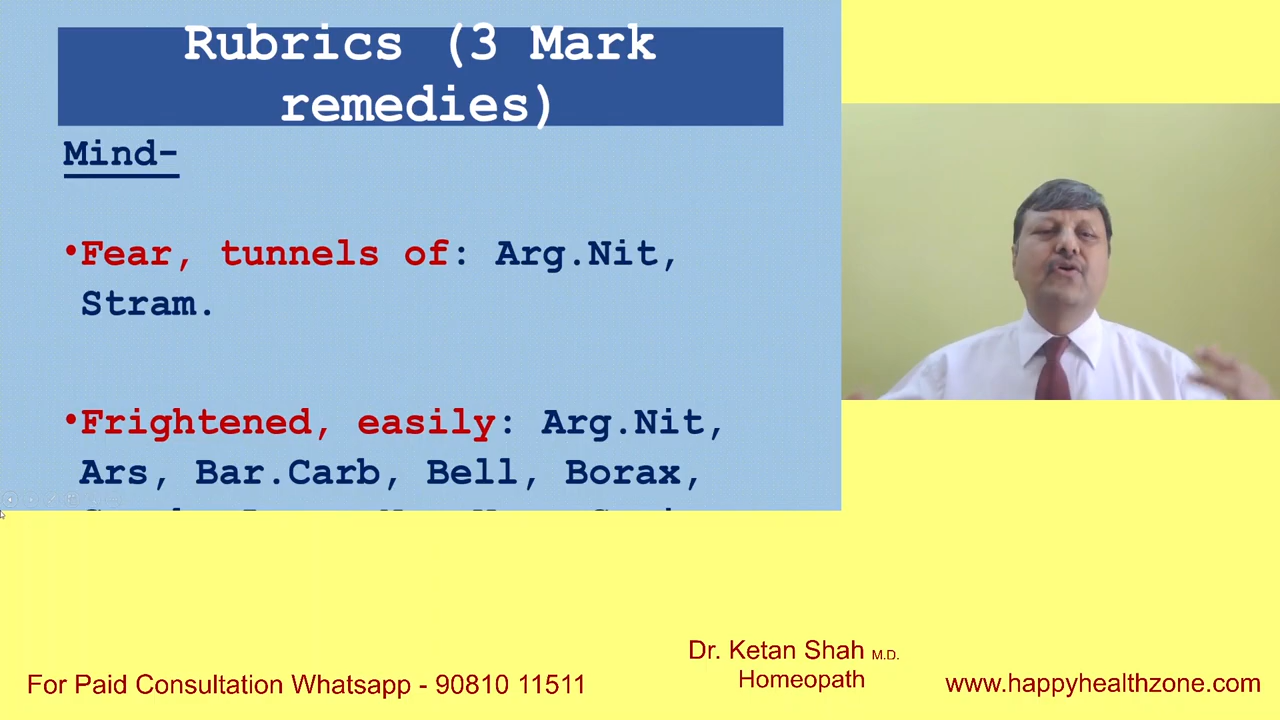 Rubrics (3 Mark
remedies)
Mind-
•Fear, tunnels of: Arg.Nit,
Stram.
•Frightened, easily: Arg.Nit,
Ars, Bar.Carb, Bell, Borax,
Dr. Ketan Shah M.D.
Homeopath
For Paid Consultation Whatsapp - 90810 11511
www.happyhealthzone.com